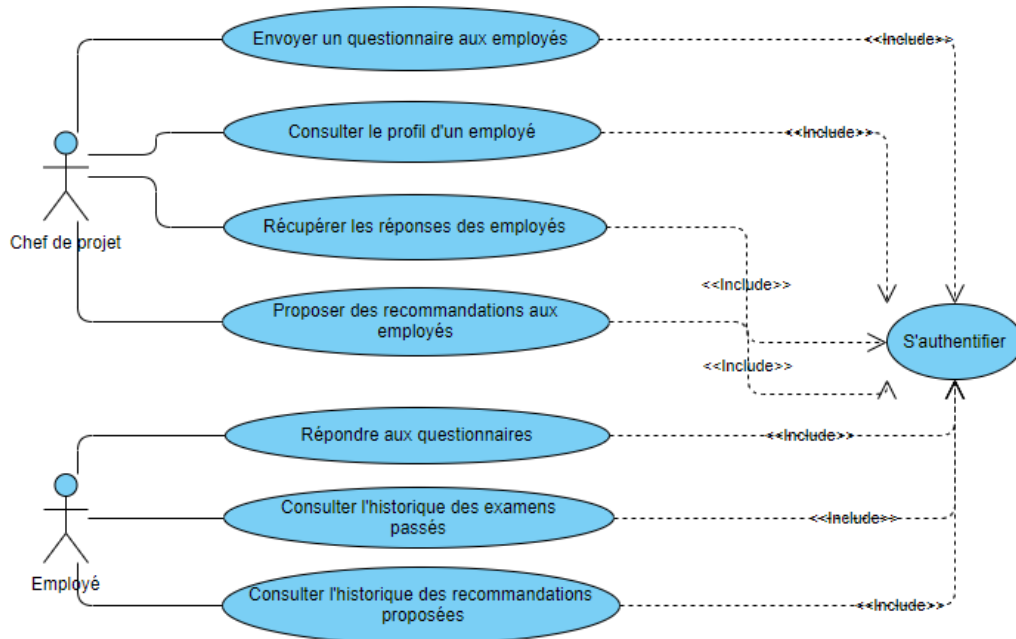 Envoyer un questionnaire aux employés
<<Include>>
Consulter le profil d'un employé
<<Include>>
Récupérer les réponses des employés
Chef de projet
<<Include>>
Proposer des recommandations aux
employés
S'authentifier
<<Include>>
Répondre aux questionnaires
<<Include>>
Consulter l'historique des examens
passés
<<Include>>
Employé
Consulter l'historique des recommandations
proposées
<<Include>>